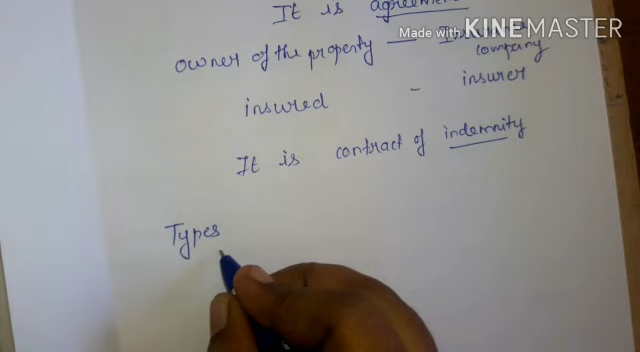 It is agreement
Made with KINEMASTER
owner of the property — 
company
insured - insurer
It is contract of indemnity
Types